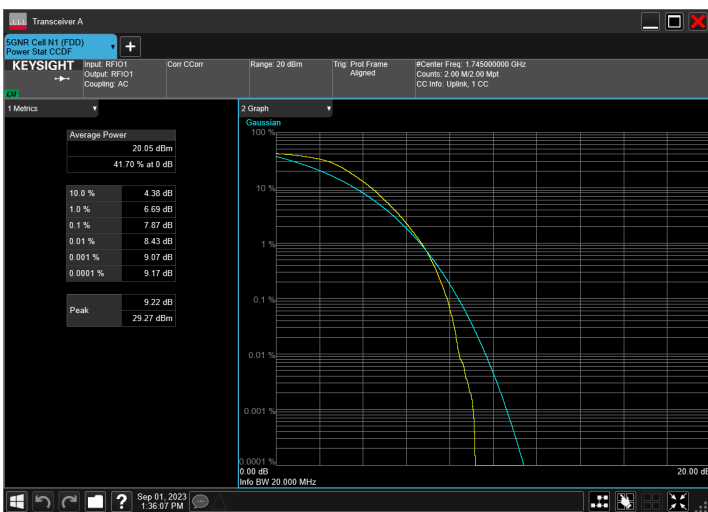 Transceiver A
5GNR Cell N1 (FDD)
Power Stat CCDF
KEYSIGHT
LXI
Input: RFIO1
Output: RFIO1
Coupling: AC
Corr CCorr
Range: 20 dBm
Trig: Prot Frame
Aligned
#Center Freq: 1.745000000 GHz
Counts: 2.00 M/2.00 Mpt
CC Info: Uplink, 1 CC
1 Metrics
Average Power
20.05 dBm
41.70 % at 0 dB
10.0 % 4.38 dB
1.0 % 6.69 dB
0.1 % 7.87 dB
0.01 % 8.43 dB
0.001 % 9.07 dB
0.0001 % 9.17 dB
Peak
9.22 dB
29.27 dBm
2 Graph
Gaussian
100 %
10 %
1 %
0.1 %
0.01 %
0.001 %
0.0001 %
0.00 dB
20.00 dB
Info BW 20.000 MHz
?
Sep 01, 2023
1:36:07 PM